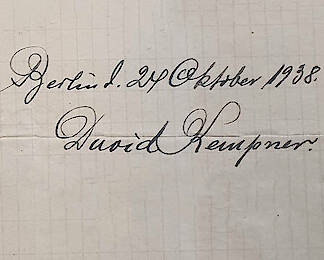 Berlin d. 24 Oktober 1938.
David Kempner.